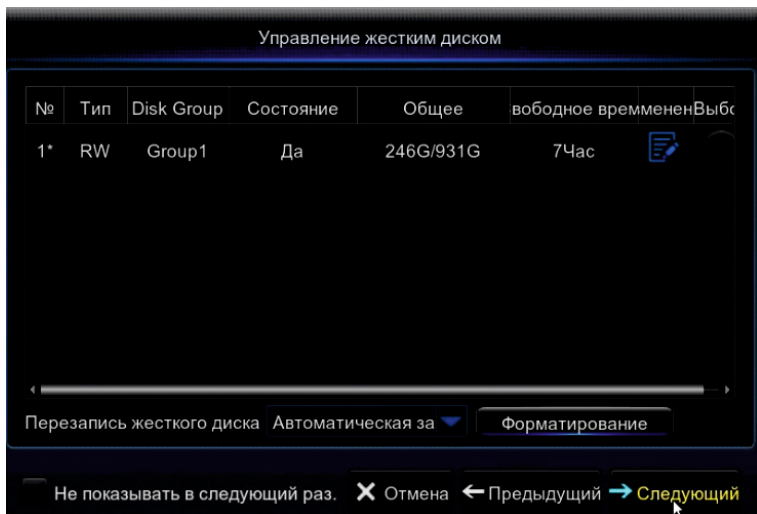 Управление жестким диском
№ Тип Disk Group Состояние Общее вободное врем менен Выбо
1* RW Group1 Да 246G/931G 7Час
Перезапись жесткого диска Автоматическая за Форматирование
Не показывать в следующий раз. Отмена Предыдущий Следующий